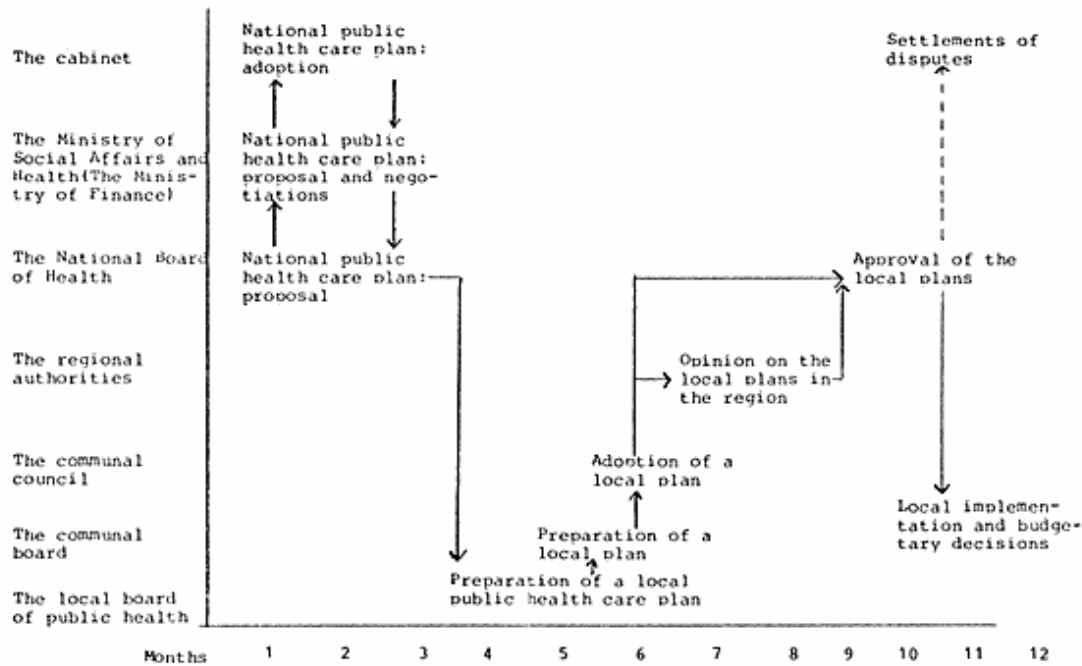 The cabinet
National public
health care plan:
adoption
Settlements of
disputes
The Ministry of
Social Affairs and
Health(The Minis-
try of Finance)
National public
health care plan:
proposal and nego-
tiations
The National Board
of Health
National public
health care plan:
proposal
Approval of the
local plans
The regional
authorities
Opinion on the
local plans in
the region
The communal
council
Adoption of a
local plan
Local implemen-
tation and budge-
tary decisions
The communal
board
Preparation of a
local plan
The local board
of public health
Preparation of a local
public health care plan
Months 1 2 3 4 5 6 7 8 9 10 11 12